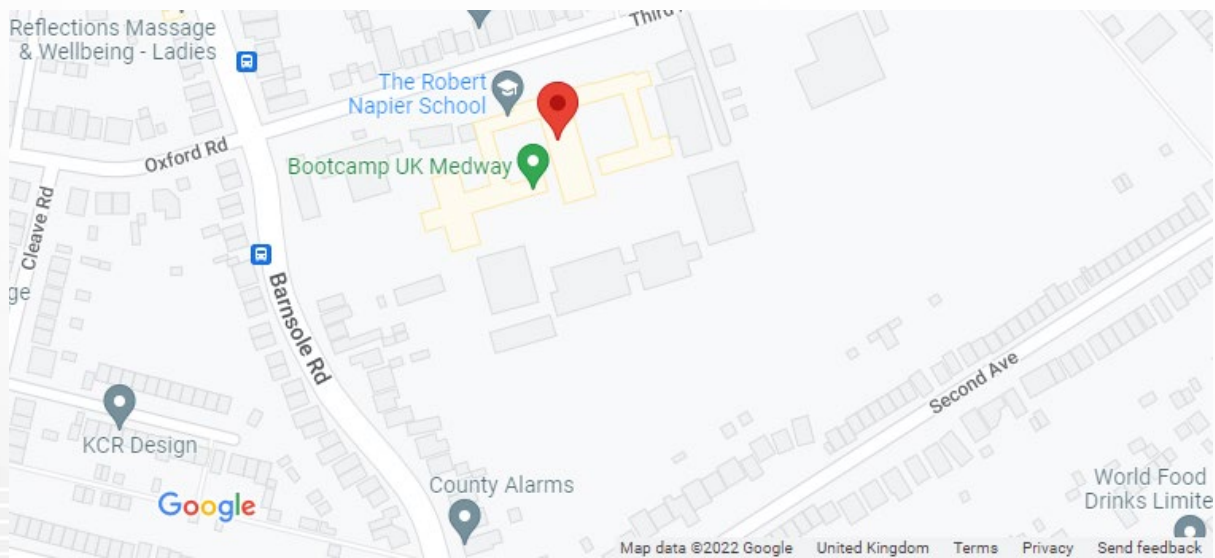 Reflections Massage
& Wellbeing - Ladies
Third
The Robert
Napier School
Oxford Rd
Bootcamp UK Medway
Cleave Rd
ge
Barnsole Rd
Second Ave
KCR Design
County Alarms
World Food
Drinks Limite
Google
Map data ©2022 Google United Kingdom Terms Privacy Send feedback